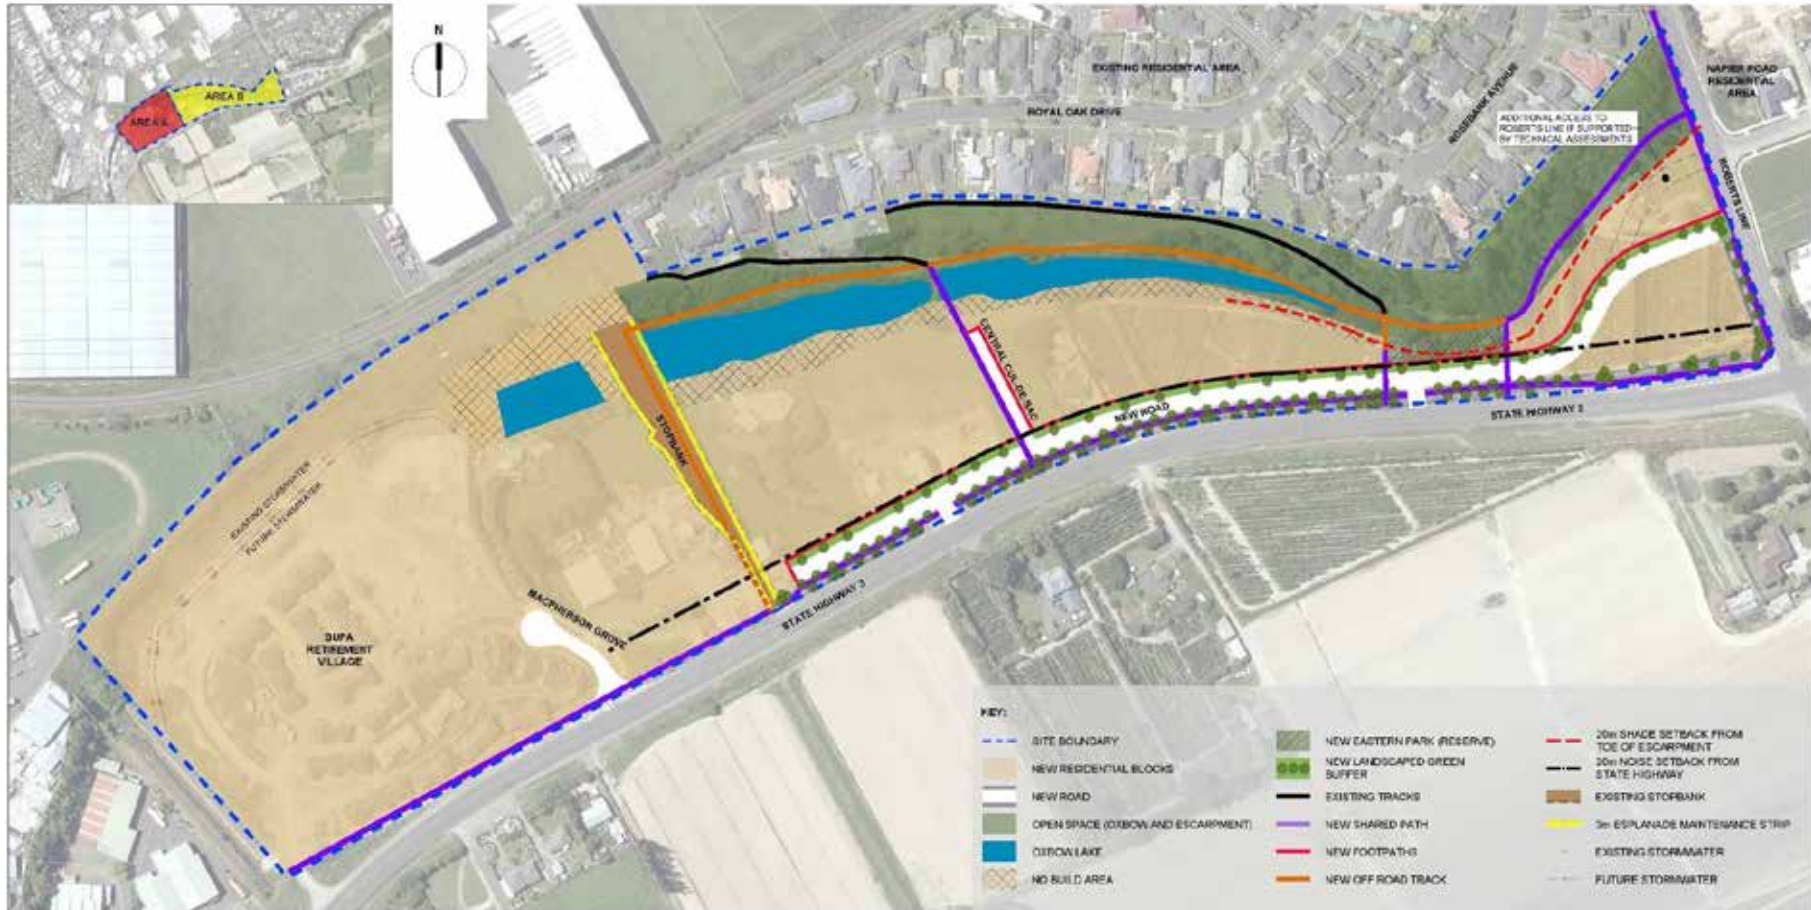 N
AREA A
AREA B
EXISTING RESIDENTIAL AREA
ROYAL OAK DRIVE
ROSEBANK AVENUE
NAPIER ROAD
RESIDENTIAL
AREA
ADDITIONAL ACCESS TO
ROBERTS LINE IF SUPPORTED
BY TECHNICAL ASSESSMENTS
ROBERTS LINE
CENTRAL CUL-DE-SAC
NEW ROAD
STATE HIGHWAY 3
STOPBANK
EXISTING STORMWATER
FUTURE STORMWATER
MACPHERSON GROVE
STATE HIGHWAY 3
BUPA
RETIREMENT
VILLAGE
KEY:
SITE BOUNDARY
NEW RESIDENTIAL BLOCKS
NEW ROAD
OPEN SPACE (OXBOW AND ESCARPMENT)
OXBOW LAKE
NO BUILD AREA
NEW EASTERN PARK (RESERVE)
NEW LANDSCAPED GREEN
BUFFER
EXISTING TRACKS
NEW SHARED PATH
NEW FOOTPATHS
NEW OFF ROAD TRACK
20m SHADE SETBACK FROM
TOE OF ESCARPMENT
30m NOISE SETBACK FROM
STATE HIGHWAY
EXISTING STOPBANK
3m ESPLANADE MAINTENANCE STRIP
EXISTING STORMWATER
FUTURE STORMWATER